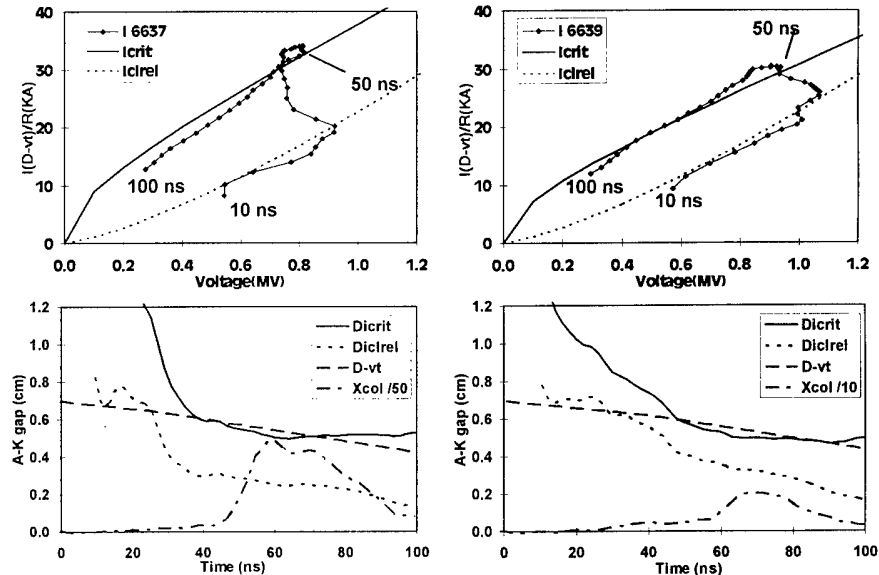 I(D-vt)/R(KA)
40
30
20
10
0
I 6637
Icrit
Iclrel
50 ns
100 ns
10 ns
0.0 0.2 0.4 0.6 0.8 1.0 1.2
Voltage(MV)
I(D-vt)/R(KA)
40
30
20
10
0
I 6639
Icrit
Iclrel
50 ns
100 ns
10 ns
0.0 0.2 0.4 0.6 0.8 1.0 1.2
Voltage(MV)
A-K gap (cm)
1.2
1.0
0.8
0.6
0.4
0.2
0.0
Dicrit
Diclrel
D-vt
Xcol /50
0 20 40 60 80 100
Time (ns)
A-K gap (cm)
1.2
1.0
0.8
0.6
0.4
0.2
0.0
Dicrit
Diclrel
D-vt
Xcol /10
0 20 40 60 80 100
Time (ns)